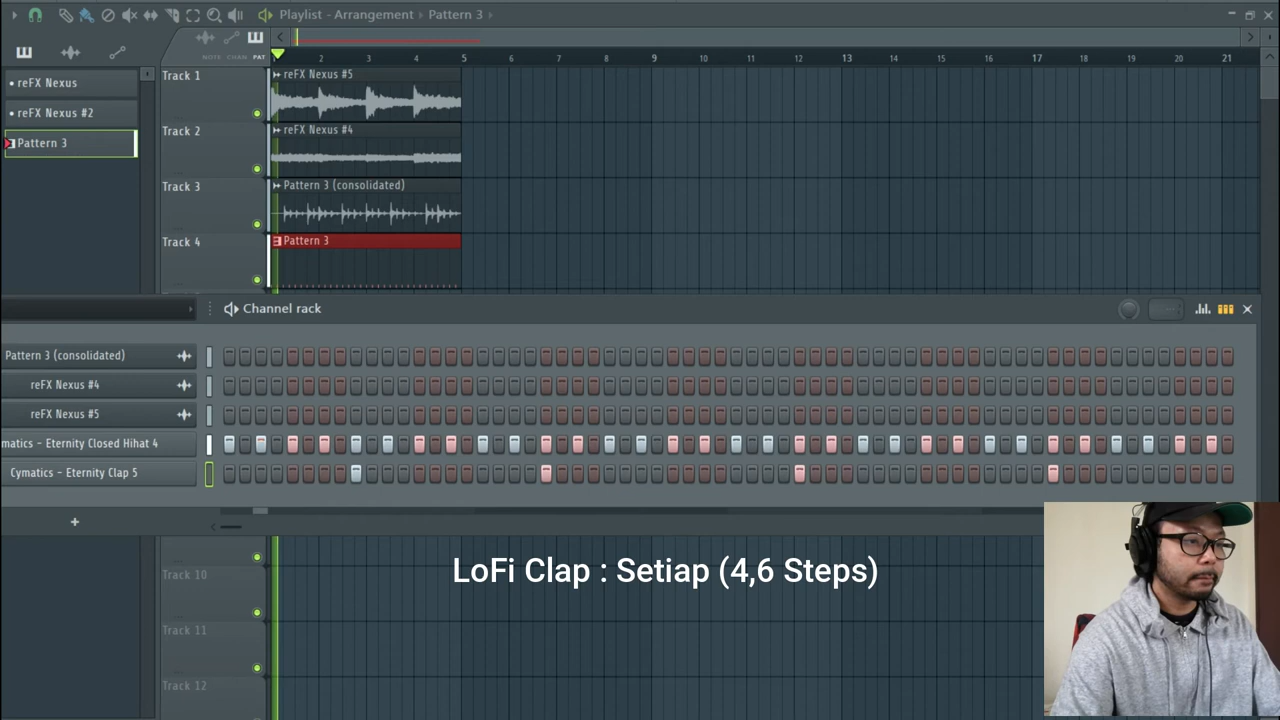 Playlist - Arrangement › Pattern 3 ›
NOTE CHAN PAT
2 3 4 5 6 7 8 9 10 11 12 13 14 15 16 17 18 19 20 21
reFX Nexus
reFX Nexus #2
Pattern 3
Track 1
reFX Nexus #5
Track 2
reFX Nexus #4
Track 3
Pattern 3 (consolidated)
Track 4
Pattern 3
Channel rack
Pattern 3 (consolidated)
reFX Nexus #4
reFX Nexus #5
matics - Eternity Closed Hihat 4
Cymatics - Eternity Clap 5
+
LoFi Clap : Setiap (4,6 Steps)
Track 10
Track 11
Track 12